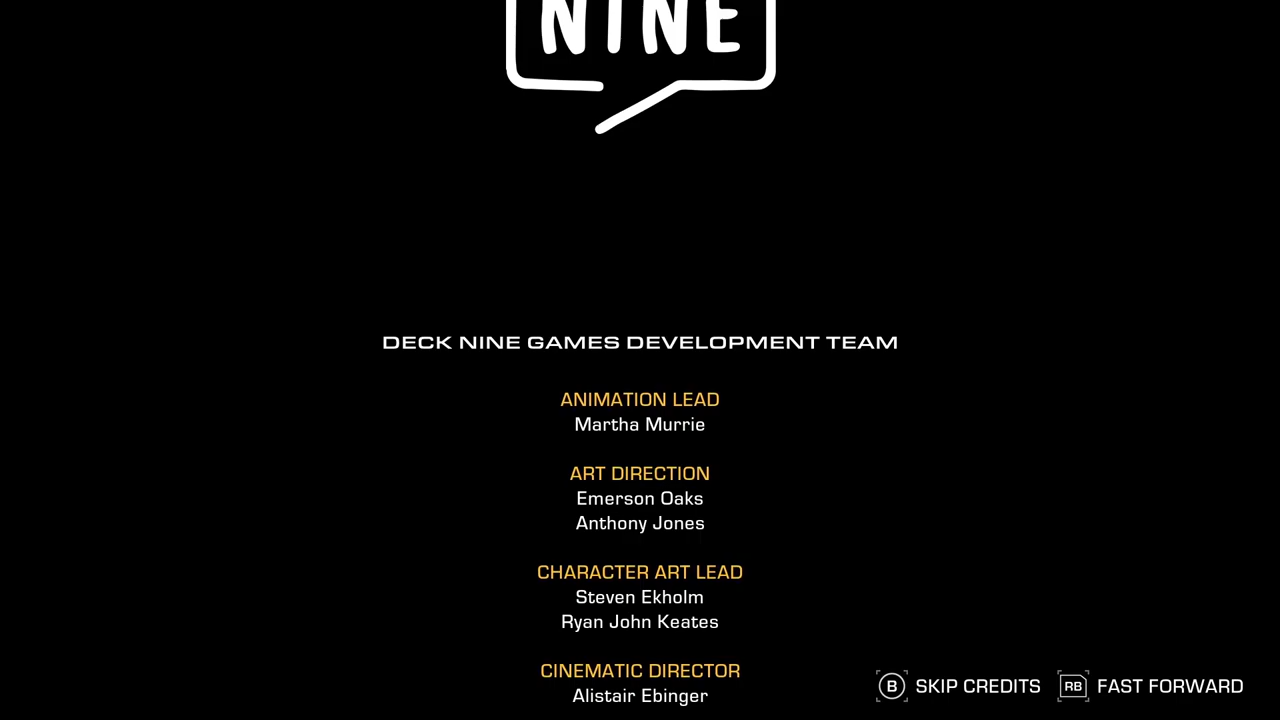 NINE
DECK NINE GAMES DEVELOPMENT TEAM
ANIMATION LEAD
Martha Murrie
ART DIRECTION
Emerson Oaks
Anthony Jones
CHARACTER ART LEAD
Steven Ekholm
Ryan John Keates
CINEMATIC DIRECTOR
Alistair Ebinger
B SKIP CREDITS RB FAST FORWARD